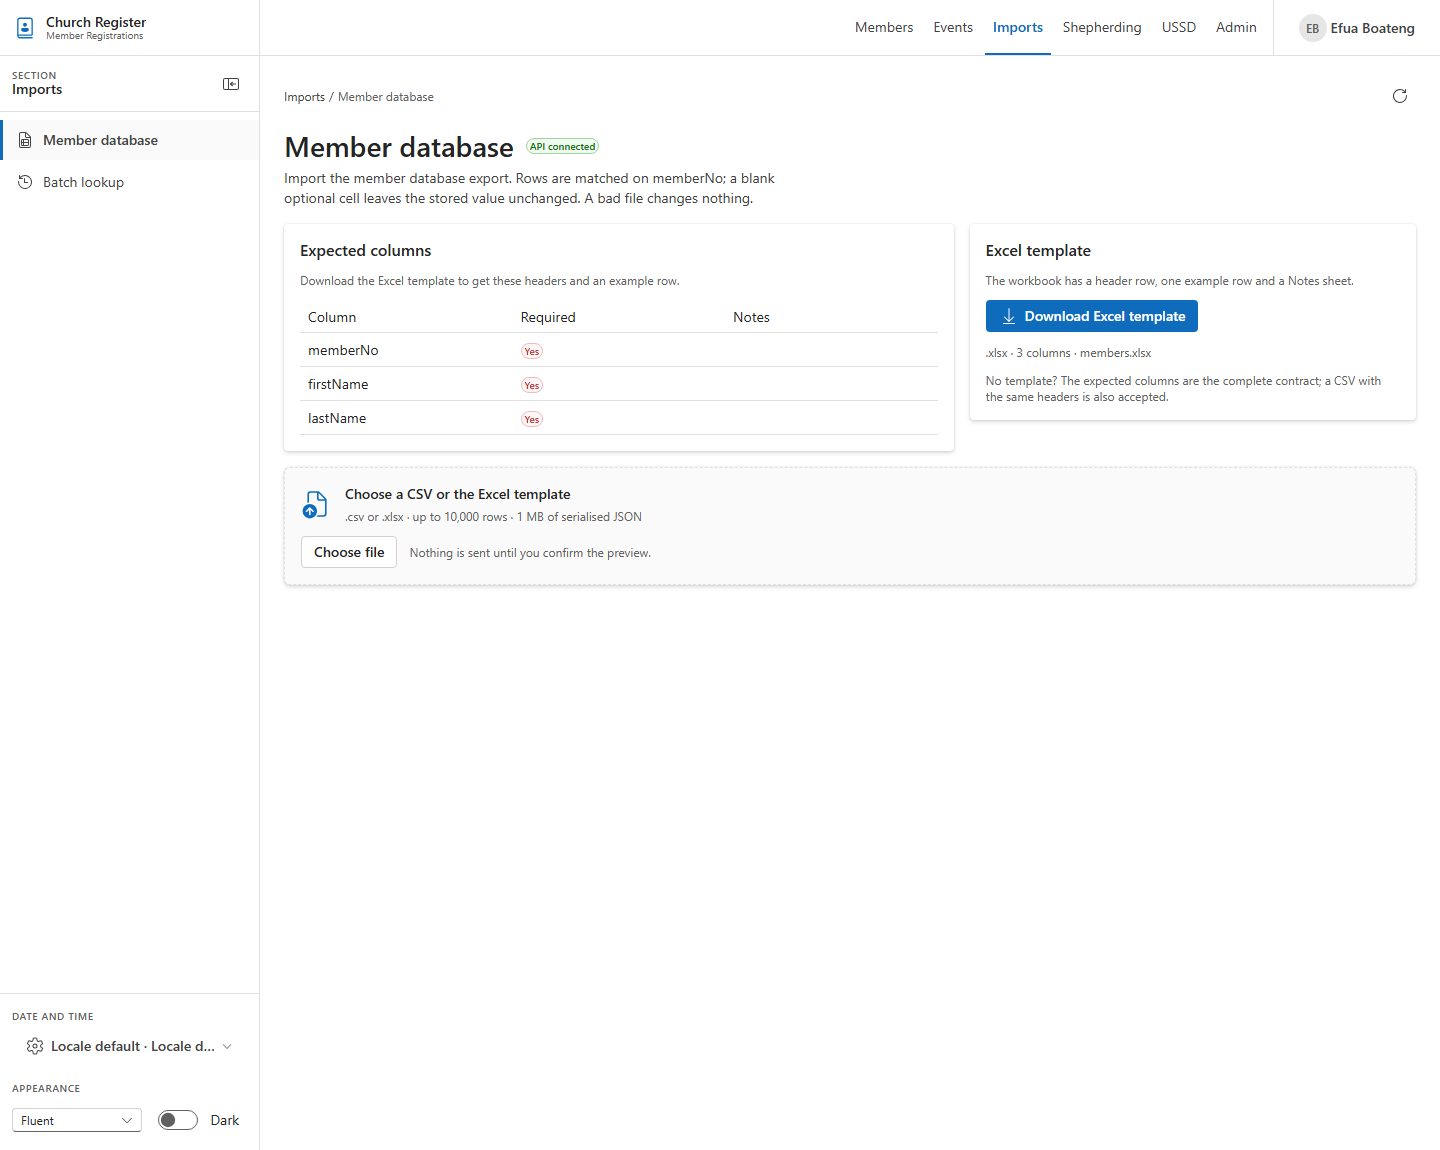 Church Register
Member Registrations
Members
Events
Imports
Shepherding
USSD
Admin
EB
Efua Boateng
SECTION
Imports
Member database
Batch lookup
Imports / Member database
Member database
API connected
Import the member database export. Rows are matched on memberNo; a blank
optional cell leaves the stored value unchanged. A bad file changes nothing.
Expected columns
Download the Excel template to get these headers and an example row.
Column Required Notes
memberNo Yes
firstName Yes
lastName Yes
Excel template
The workbook has a header row, one example row and a Notes sheet.
Download Excel template
.xlsx · 3 columns · members.xlsx
No template? The expected columns are the complete contract; a CSV with
the same headers is also accepted.
Choose a CSV or the Excel template
.csv or .xlsx · up to 10,000 rows · 1 MB of serialised JSON
Choose file
Nothing is sent until you confirm the preview.
DATE AND TIME
Locale default · Locale d...
APPEARANCE
Fluent
Dark